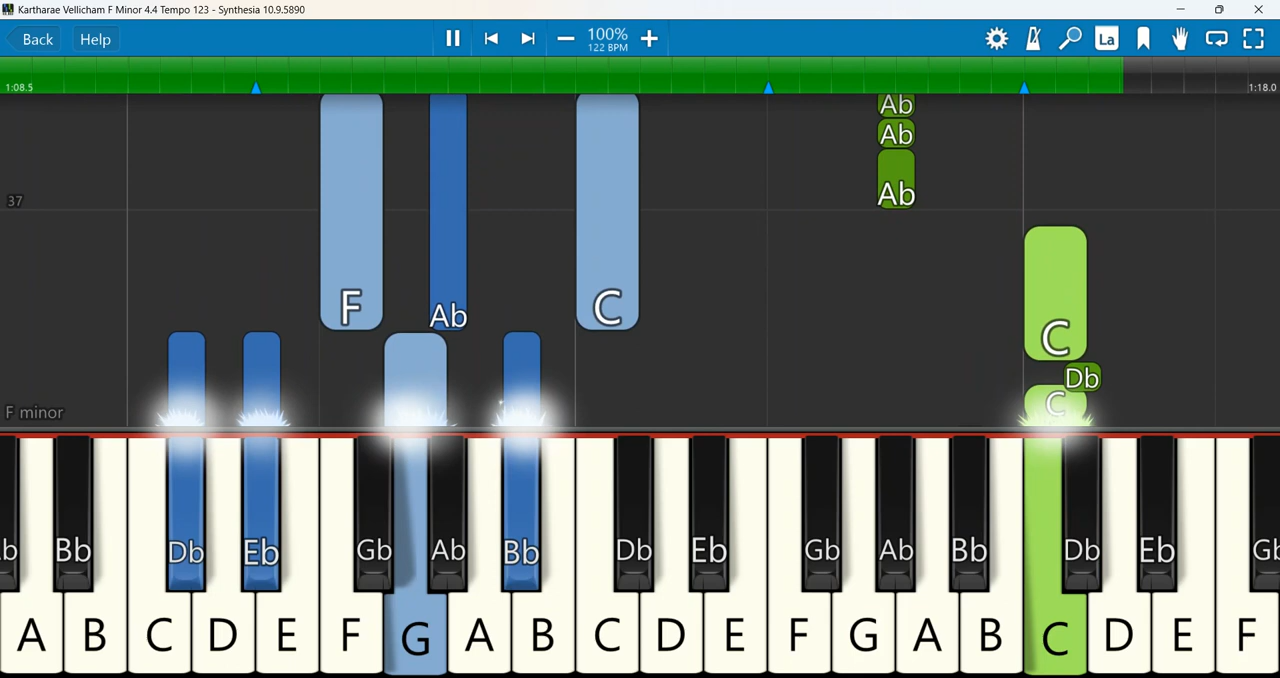 Kartharae Vellicham F Minor 4.4 Tempo 123 - Synthesia 10.9.5890
Back Help 100% La
122 BPM
1:08.5 1:18.0
Ab
Ab
Ab
37
F Ab C C
Db
C
F minor
Bb Db Eb Gb Ab Bb Db Eb Gb Ab Bb Db Eb
A B C D E F G A B C D E F G A B C D E F